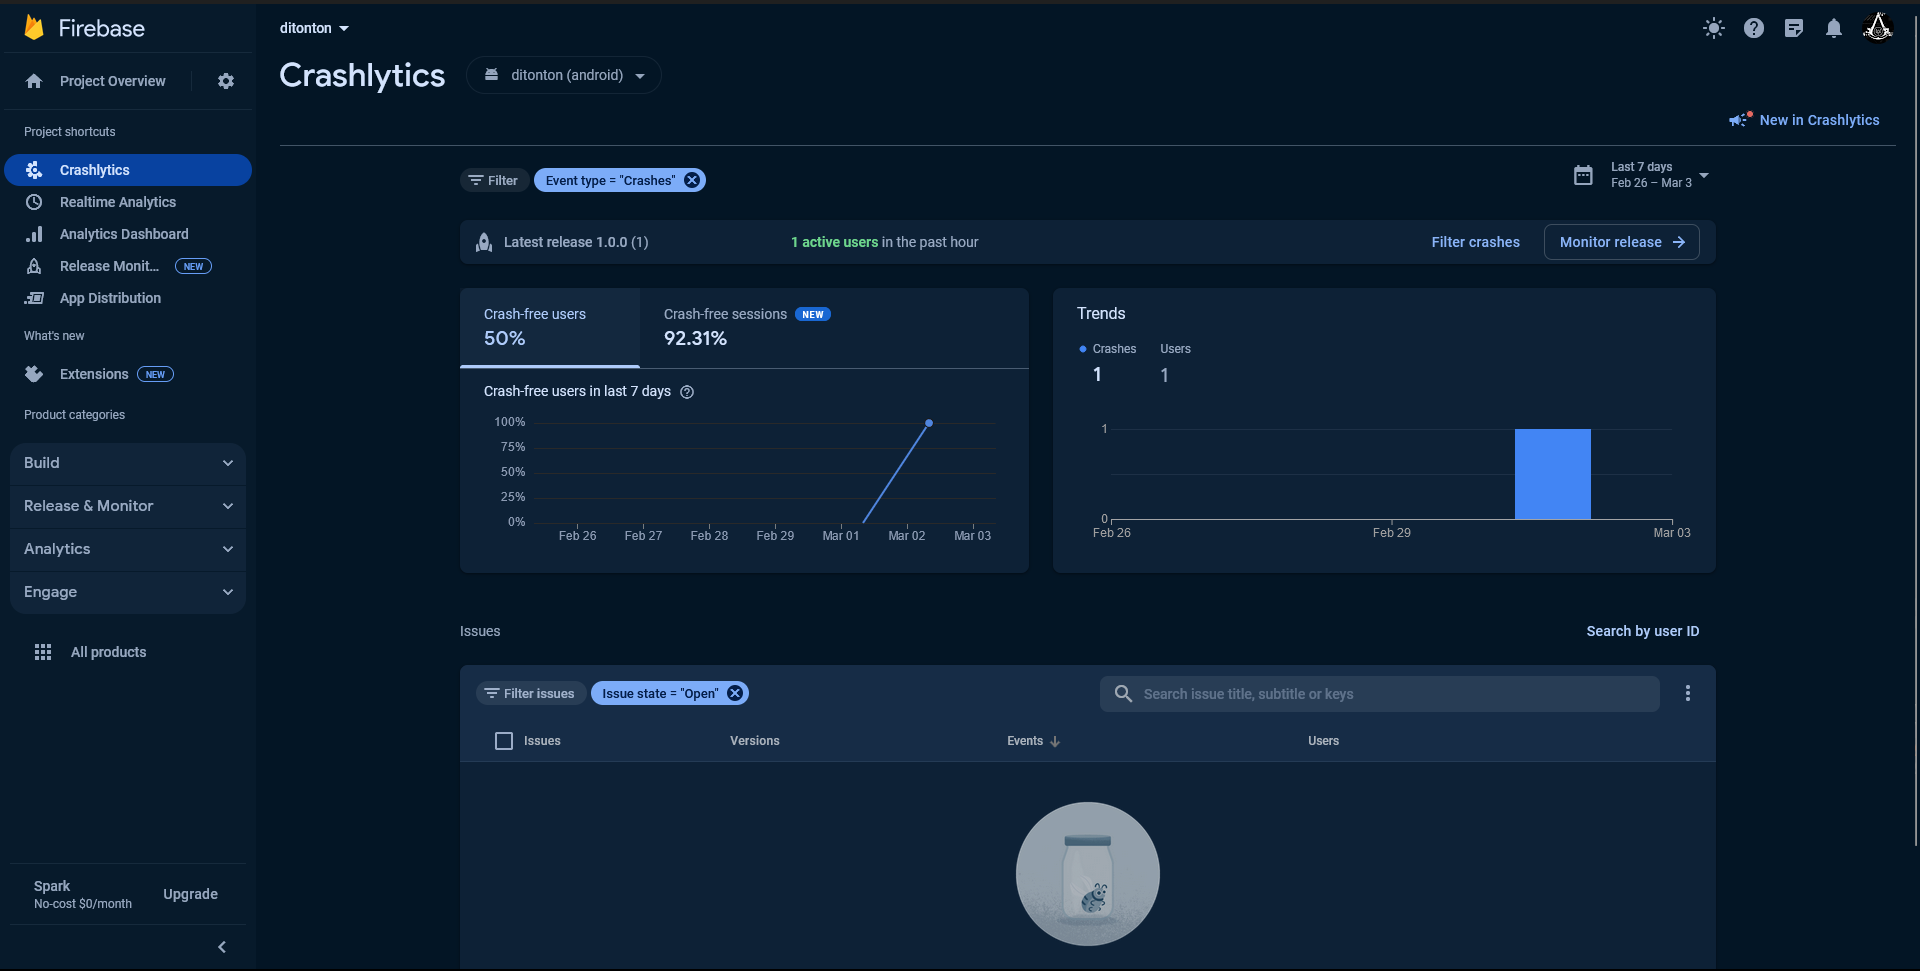 Firebase
ditonton
Project Overview
Crashlytics
ditonton (android)
New in Crashlytics
Project shortcuts
Crashlytics
Realtime Analytics
Analytics Dashboard
Release Monit... NEW
App Distribution
What's new
Extensions NEW
Product categories
Build
Release & Monitor
Analytics
Engage
All products
Spark
No-cost $0/month
Upgrade
Filter
Event type = "Crashes"
Last 7 days
Feb 26 – Mar 3
Latest release 1.0.0 (1)
1 active users in the past hour
Filter crashes
Monitor release
Crash-free users
50%
Crash-free sessions NEW
92.31%
Crash-free users in last 7 days
100%
75%
50%
25%
0%
Feb 26 Feb 27 Feb 28 Feb 29 Mar 01 Mar 02 Mar 03
Trends
Crashes Users
1 1
1
0
Feb 26 Feb 29 Mar 03
Issues
Search by user ID
Filter issues
Issue state = "Open"
Search issue title, subtitle or keys
Issues Versions Events Users